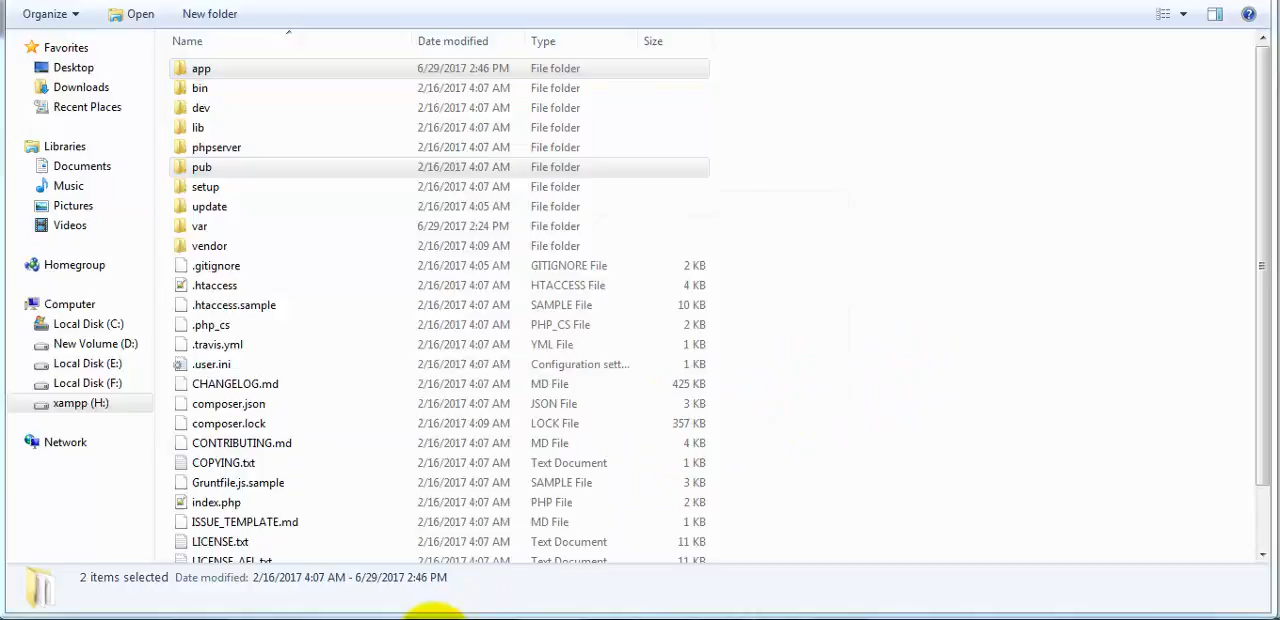 Organize Open New folder
Name Date modified Type Size
Favorites
Desktop
Downloads
Recent Places
Libraries
Documents
Music
Pictures
Videos
Homegroup
Computer
Local Disk (C:)
New Volume (D:)
Local Disk (E:)
Local Disk (F:)
xampp (H:)
Network
app 6/29/2017 2:46 PM File folder
bin 2/16/2017 4:07 AM File folder
dev 2/16/2017 4:07 AM File folder
lib 2/16/2017 4:07 AM File folder
phpserver 2/16/2017 4:07 AM File folder
pub 2/16/2017 4:07 AM File folder
setup 2/16/2017 4:07 AM File folder
update 2/16/2017 4:05 AM File folder
var 6/29/2017 2:24 PM File folder
vendor 2/16/2017 4:09 AM File folder
.gitignore 2/16/2017 4:05 AM GITIGNORE File 2 KB
.htaccess 2/16/2017 4:07 AM HTACCESS File 4 KB
.htaccess.sample 2/16/2017 4:07 AM SAMPLE File 10 KB
.php_cs 2/16/2017 4:07 AM PHP_CS File 2 KB
.travis.yml 2/16/2017 4:07 AM YML File 1 KB
.user.ini 2/16/2017 4:07 AM Configuration sett... 1 KB
CHANGELOG.md 2/16/2017 4:07 AM MD File 425 KB
composer.json 2/16/2017 4:07 AM JSON File 3 KB
composer.lock 2/16/2017 4:09 AM LOCK File 357 KB
CONTRIBUTING.md 2/16/2017 4:07 AM MD File 4 KB
COPYING.txt 2/16/2017 4:07 AM Text Document 1 KB
Gruntfile.js.sample 2/16/2017 4:07 AM SAMPLE File 3 KB
index.php 2/16/2017 4:07 AM PHP File 2 KB
ISSUE_TEMPLATE.md 2/16/2017 4:07 AM MD File 1 KB
LICENSE.txt 2/16/2017 4:07 AM Text Document 11 KB
LICENSE_AFL.txt 2/16/2017 4:07 AM Text Document 11 KB
2 items selected Date modified: 2/16/2017 4:07 AM - 6/29/2017 2:46 PM